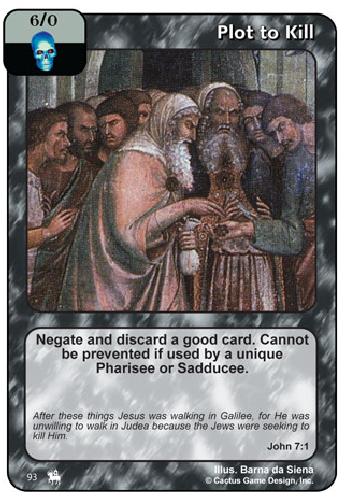 6/0
Plot to Kill
Negate and discard a good card. Cannot
be prevented if used by a unique
Pharisee or Sadducee.
After these things Jesus was walking in Galilee, for He was
unwilling to walk in Judea because the Jews were seeking to
kill Him.
John 7:1
93
Illus. Barna da Siena
© Cactus Game Design, Inc.